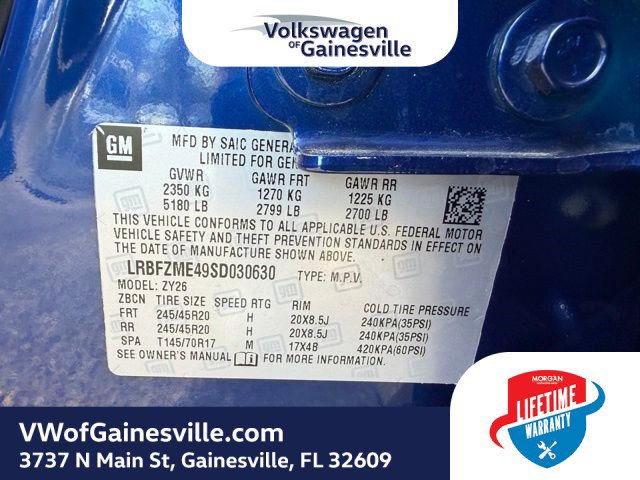 Volkswagen
OF Gainesville
GM
MFD BY SAIC GENERA
LIMITED FOR GE
GVWR GAWR FRT GAWR RR
2350 KG 1270 KG 1225 KG
5180 LB 2799 LB 2700 LB
THIS VEHICLE CONFORMS TO ALL APPLICABLE U.S. FEDERAL MOTOR
VEHICLE SAFETY AND THEFT PREVENTION STANDARDS IN EFFECT ON
THE DATE OF MANUFACTURE SHOWN ABOVE.
LRBFZME49SD030630 TYPE: M.P.V.
MODEL: ZY26
ZBCN TIRE SIZE SPEED RTG RIM COLD TIRE PRESSURE
FRT 245/45R20 H 20X8.5J 240KPA(35PSI)
RR 245/45R20 H 20X8.5J 240KPA(35PSI)
SPA T145/70R17 M 17X4B 420KPA(60PSI)
SEE OWNER'S MANUAL FOR MORE INFORMATION.
MORGAN
LIFETIME
WARRANTY
VWofGainesville.com
3737 N Main St, Gainesville, FL 32609